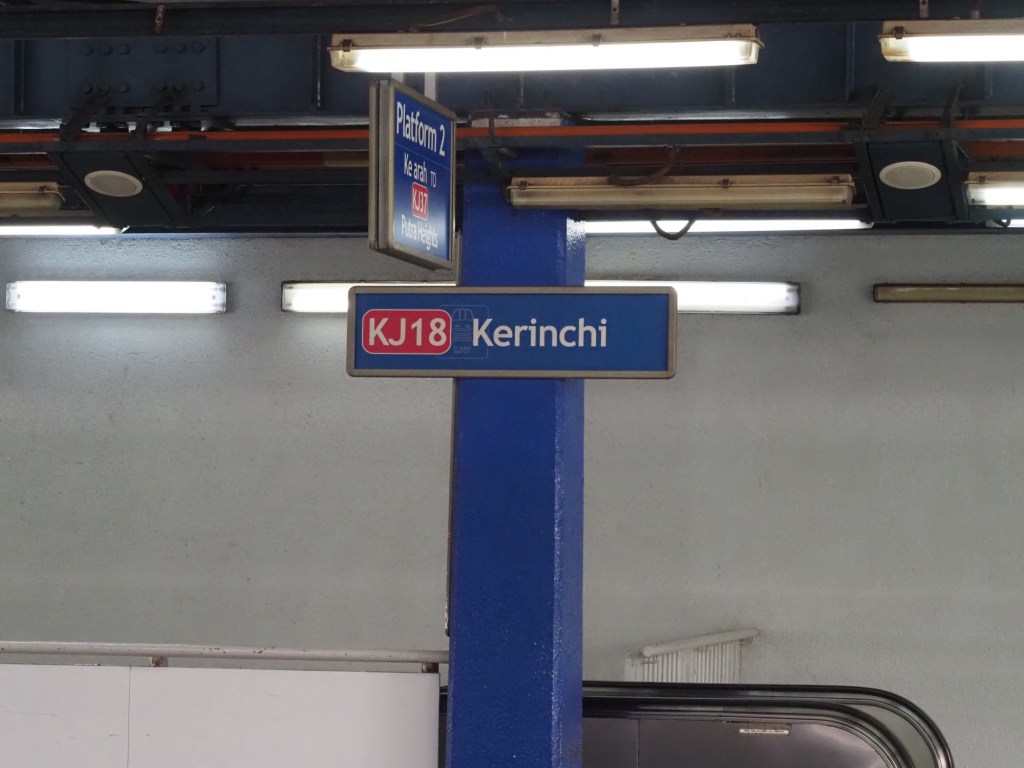 Platform 2
Ke arah TO
KJ37
Putra Heights
KJ18 Kerinchi